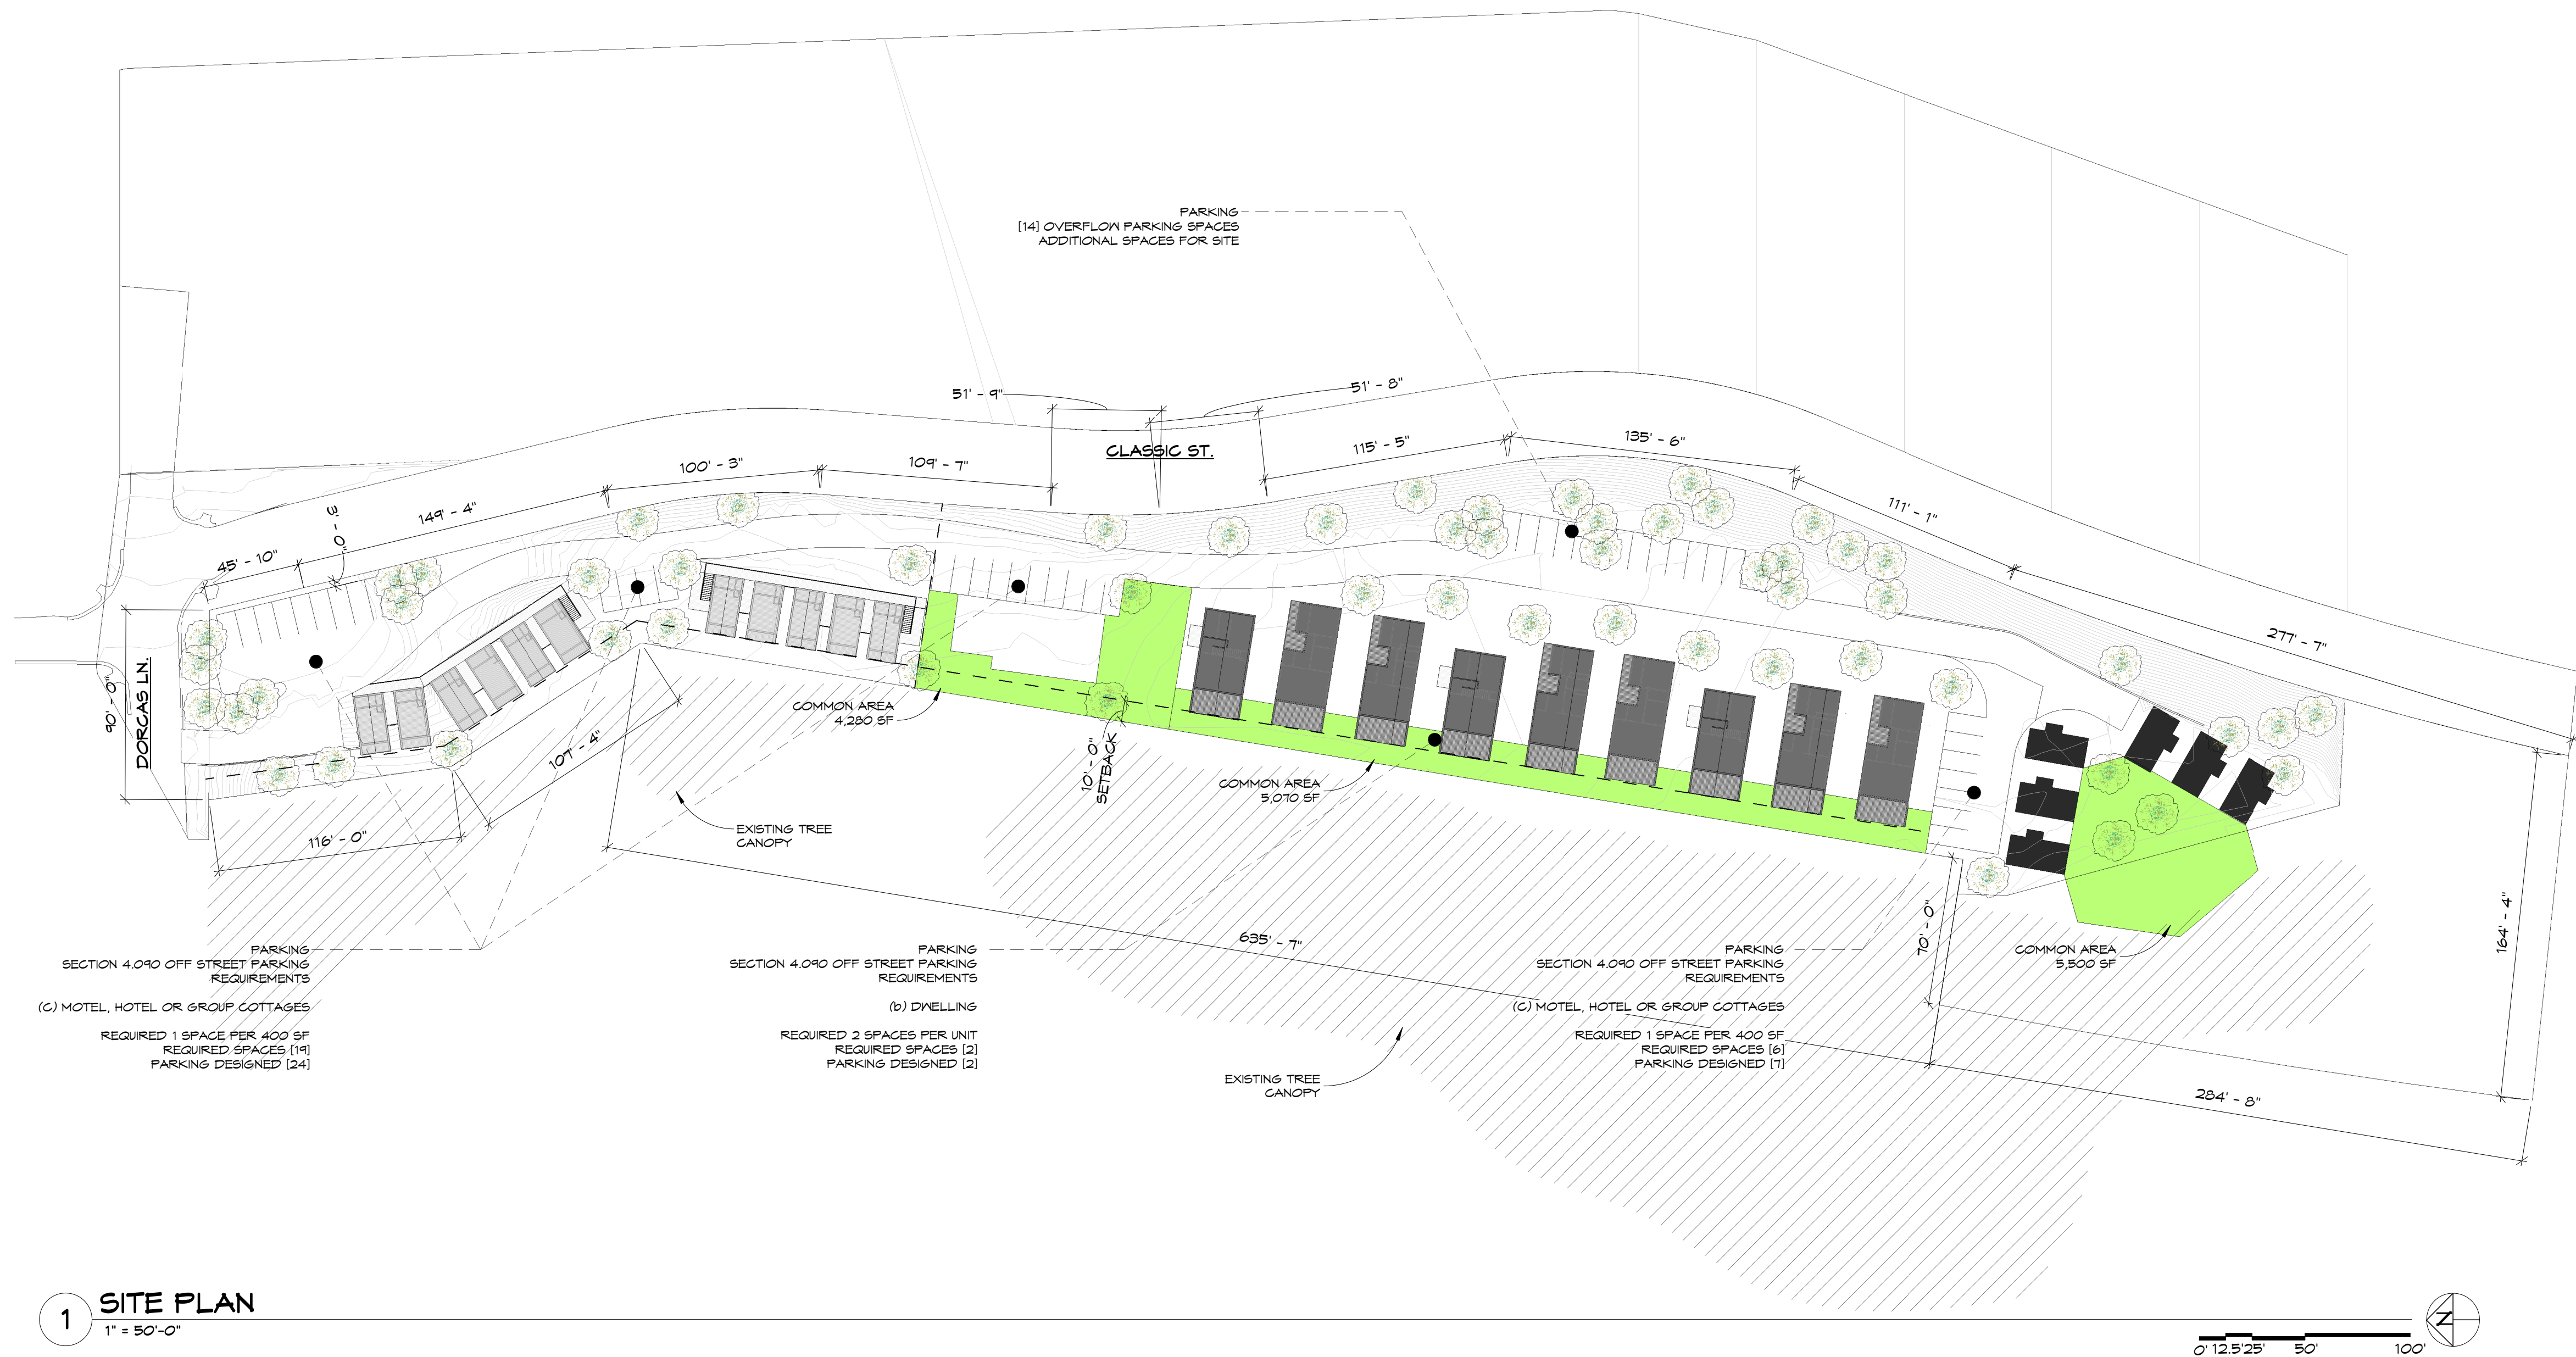 PARKING
[14] OVERFLOW PARKING SPACES
ADDITIONAL SPACES FOR SITE
51' - 9"
51' - 8"
CLASSIC ST.
115' - 5"
135' - 6"
109' - 7"
100' - 3"
149' - 4"
3' - 0"
45' - 10"
111' - 1"
277' - 7"
90' - 0"
DORCAS LN.
COMMON AREA
4,280 SF
107' - 4"
10' - 0"
SETBACK
COMMON AREA
5,070 SF
EXISTING TREE
CANOPY
116' - 0"
635' - 7"
70' - 0"
164' - 4"
COMMON AREA
5,500 SF
PARKING
SECTION 4.090 OFF STREET PARKING
REQUIREMENTS
(C) MOTEL, HOTEL OR GROUP COTTAGES
REQUIRED 1 SPACE PER 400 SF
REQUIRED SPACES [19]
PARKING DESIGNED [24]
PARKING
SECTION 4.090 OFF STREET PARKING
REQUIREMENTS
(b) DWELLING
REQUIRED 2 SPACES PER UNIT
REQUIRED SPACES [2]
PARKING DESIGNED [2]
PARKING
SECTION 4.090 OFF STREET PARKING
REQUIREMENTS
(C) MOTEL, HOTEL OR GROUP COTTAGES
REQUIRED 1 SPACE PER 400 SF
REQUIRED SPACES [6]
PARKING DESIGNED [7]
EXISTING TREE
CANOPY
284' - 8"
1
SITE PLAN
1" = 50'-0"
N
0' 12.5' 25' 50' 100'